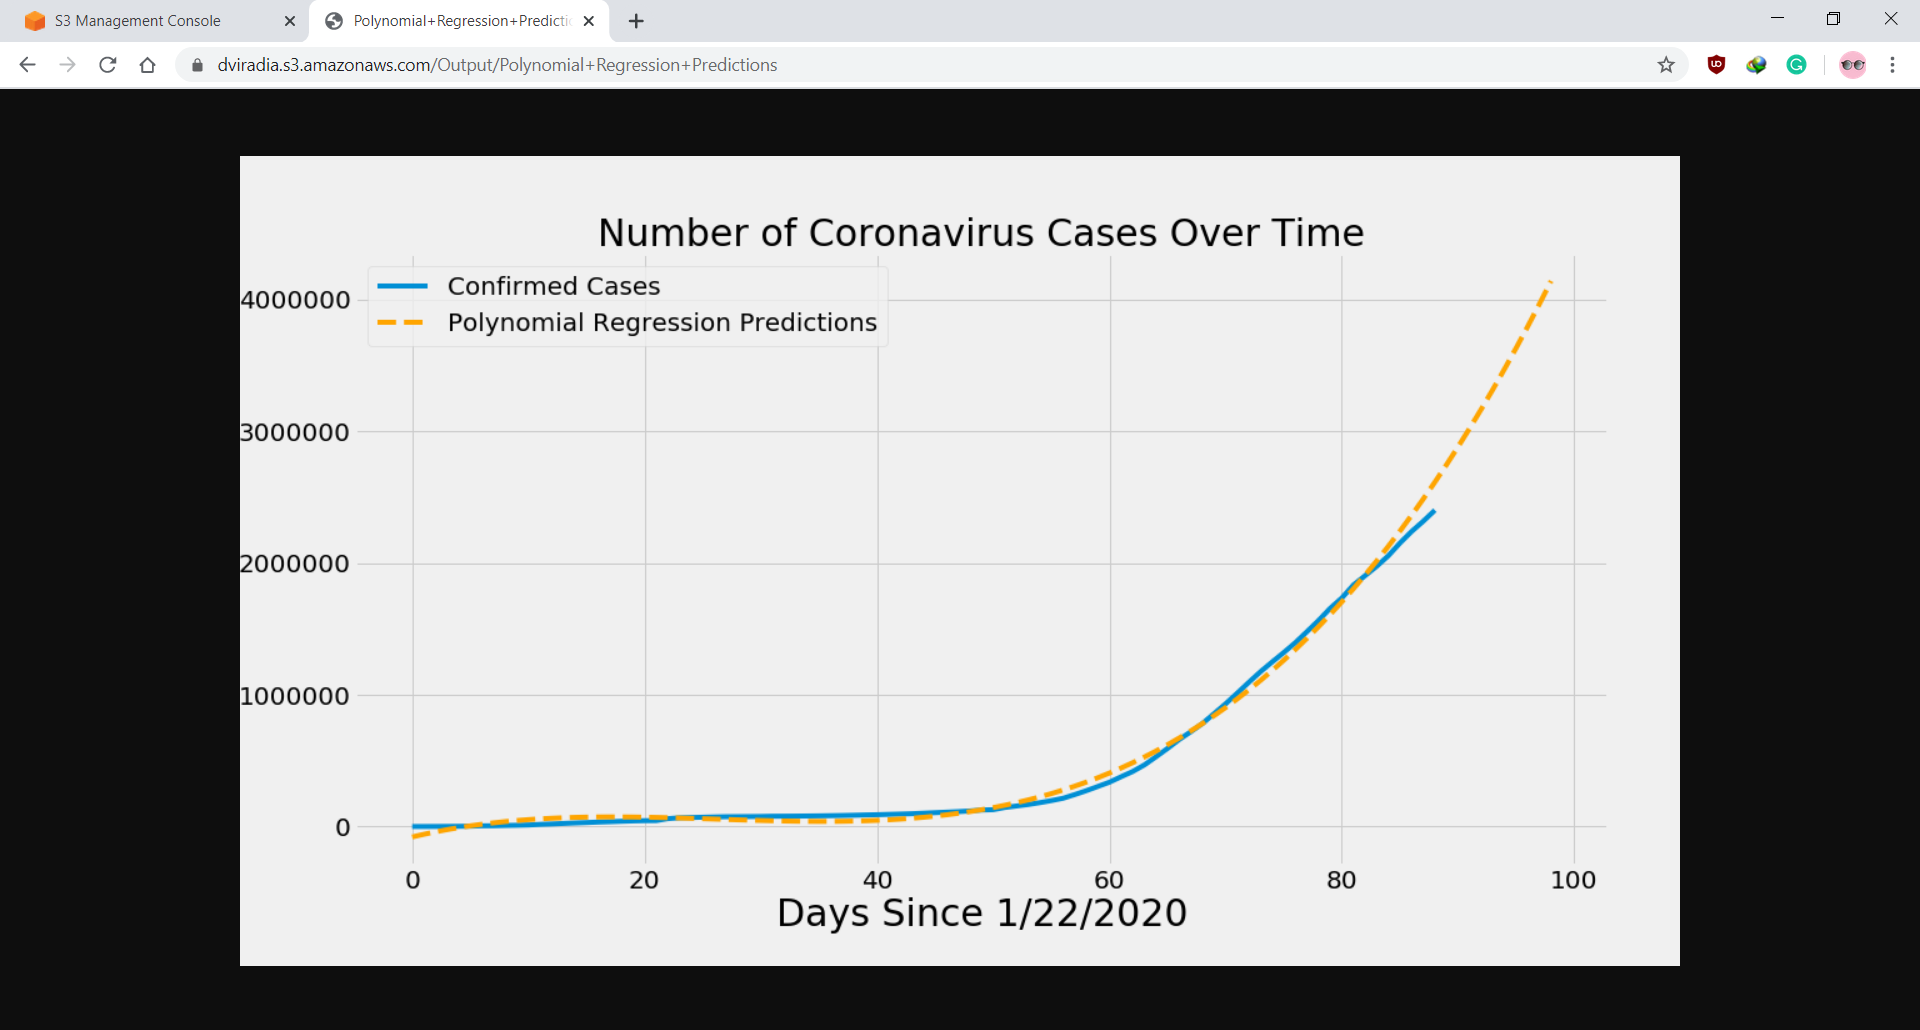 S3 Management Console
Polynomial+Regression+Predicti
dviradia.s3.amazonaws.com/Output/Polynomial+Regression+Predictions
Number of Coronavirus Cases Over Time
Confirmed Cases
Polynomial Regression Predictions
4000000
3000000
2000000
1000000
0
0 20 40 60 80 100
Days Since 1/22/2020